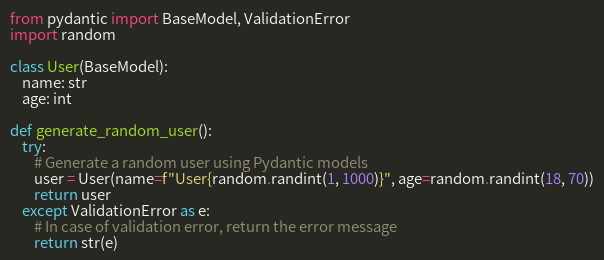 from pydantic import BaseModel, ValidationError
import random

class User(BaseModel):
    name: str
    age: int

def generate_random_user():
    try:
        # Generate a random user using Pydantic models
        user = User(name=f"User{random.randint(1, 1000)}", age=random.randint(18, 70))
        return user
    except ValidationError as e:
        # In case of validation error, return the error message
        return str(e)